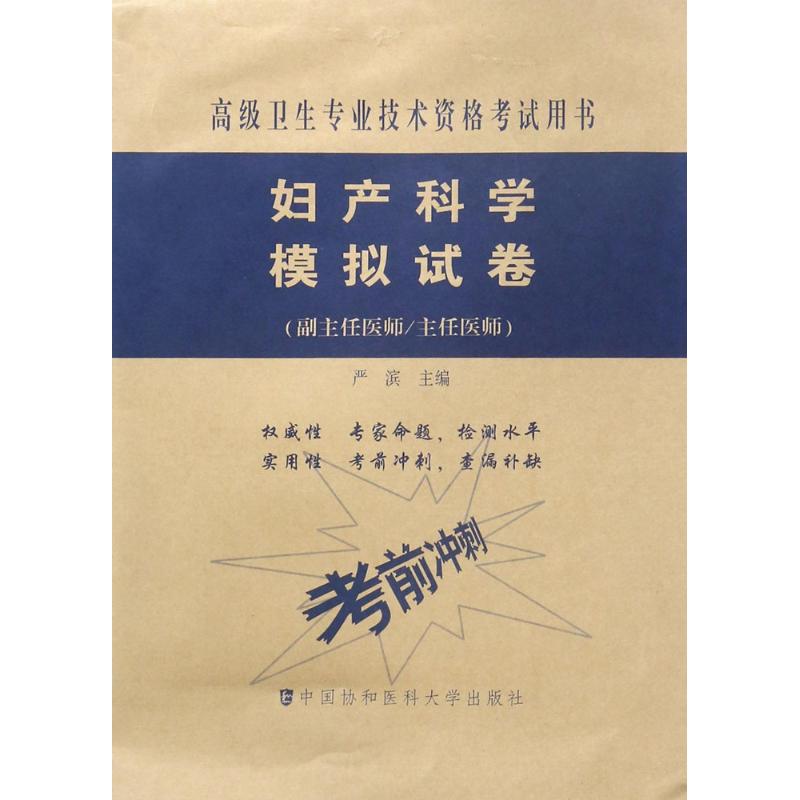 高级卫生专业技术资格考试用书
妇产科学
模拟试卷
(副主任医师/主任医师)
严 滨 主编
权威性 专家命题，检测水平
实用性 考前冲刺，查漏补缺
考前冲刺
中国协和医科大学出版社